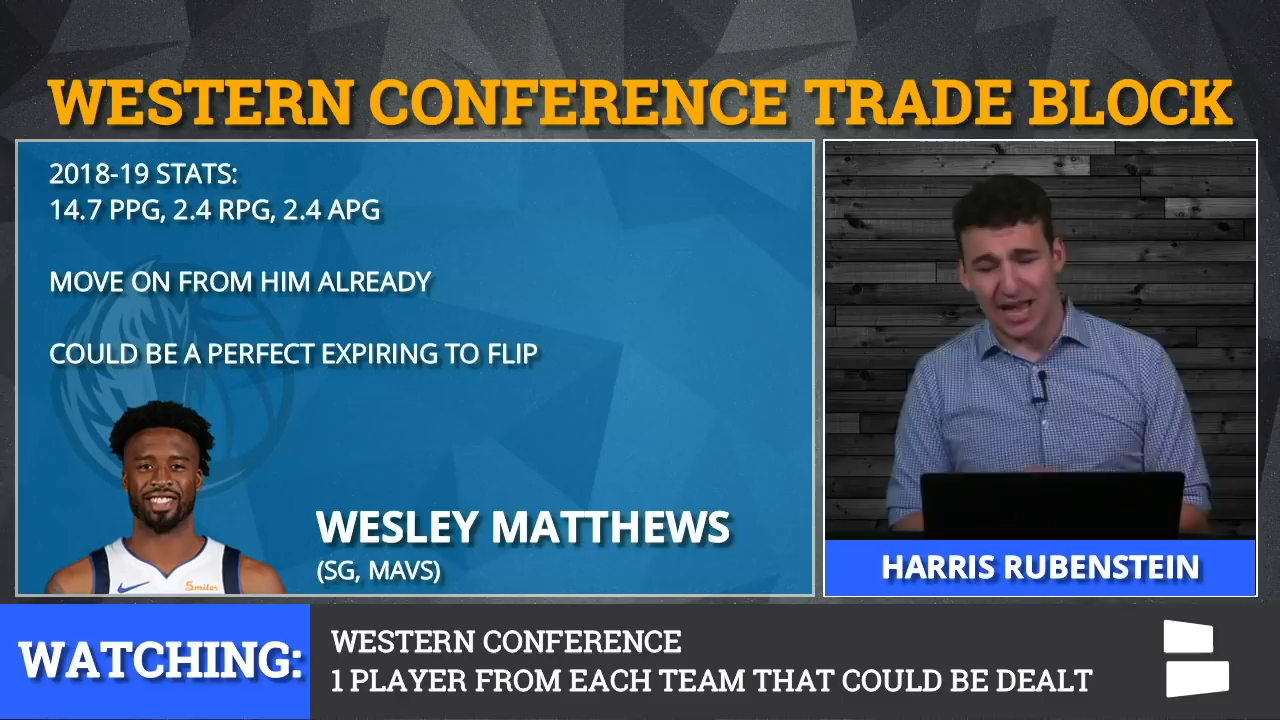 WESTERN CONFERENCE TRADE BLOCK
2018-19 STATS:
14.7 PPG, 2.4 RPG, 2.4 APG
MOVE ON FROM HIM ALREADY
COULD BE A PERFECT EXPIRING TO FLIP
5miles
WESLEY MATTHEWS
(SG, MAVS)
HARRIS RUBENSTEIN
WATCHING:
WESTERN CONFERENCE
1 PLAYER FROM EACH TEAM THAT COULD BE DEALT